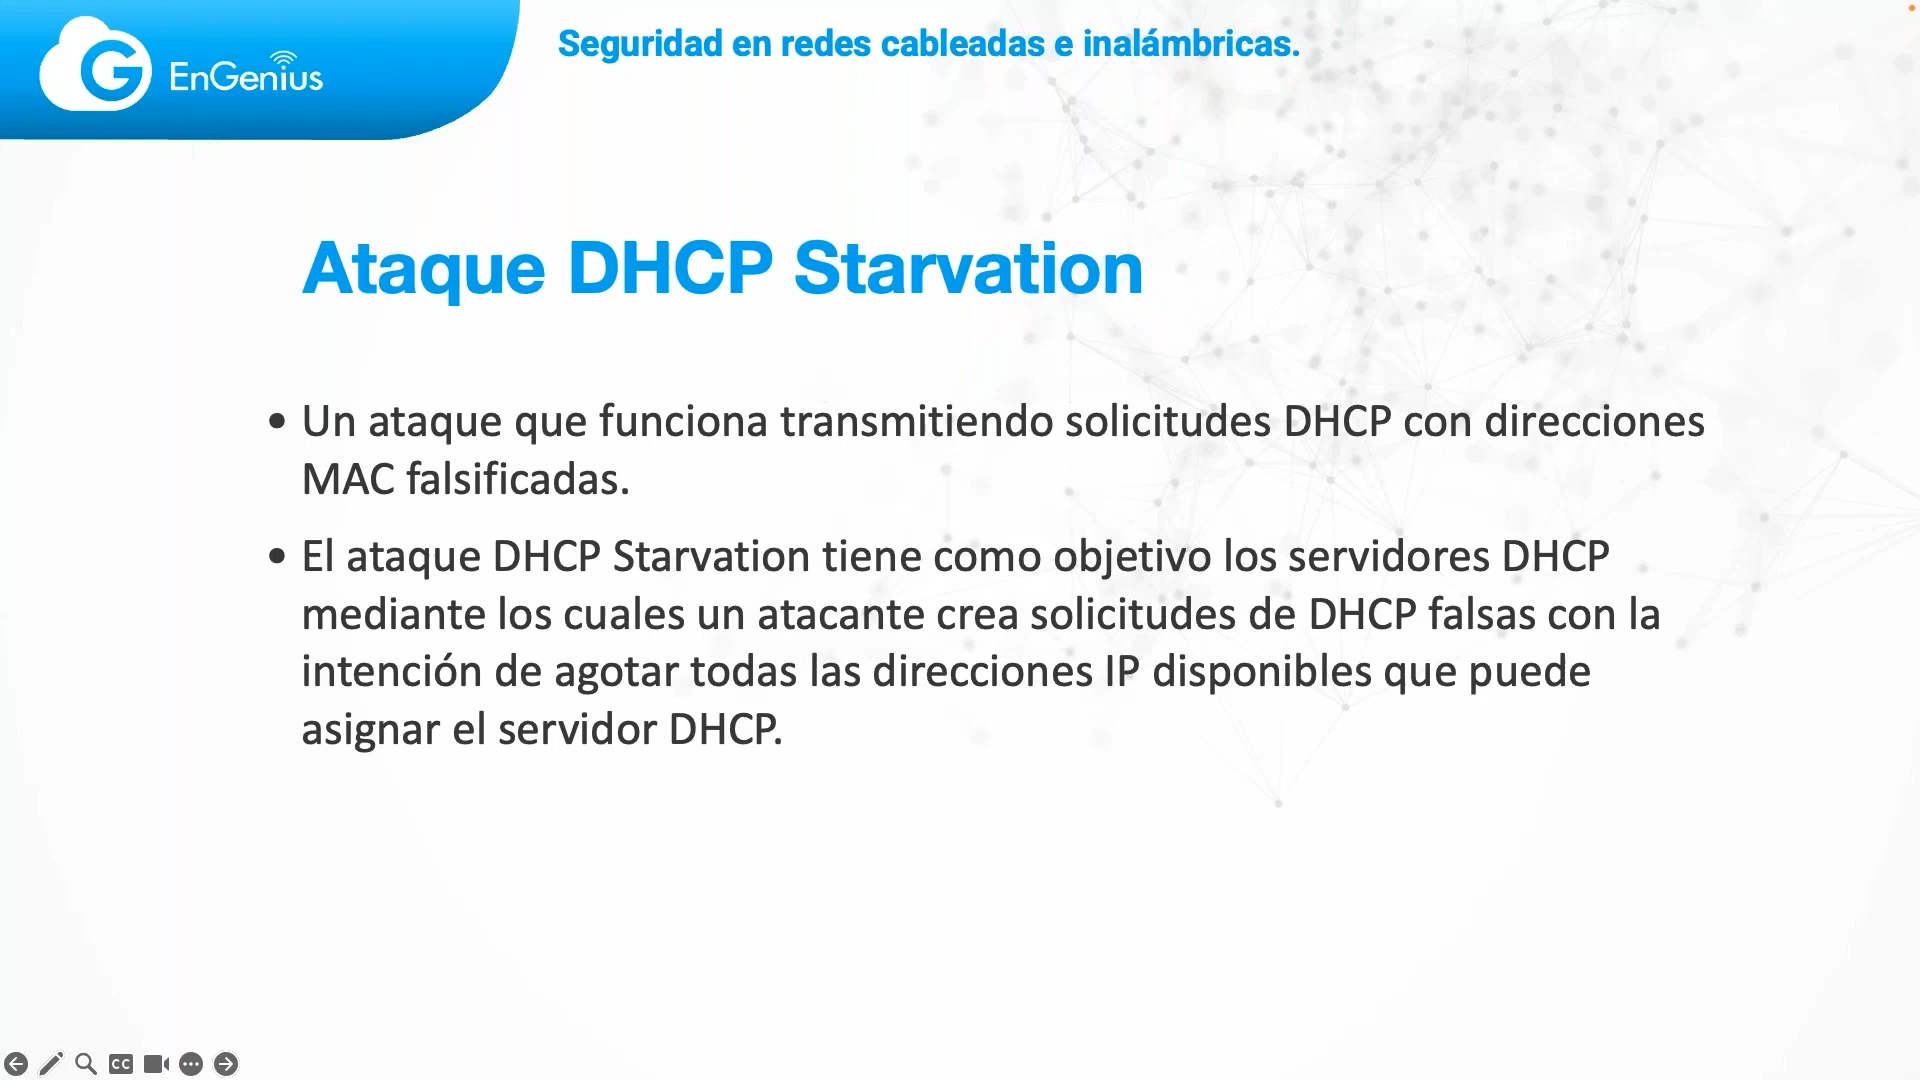 EnGenius
Seguridad en redes cableadas e inalámbricas.
Ataque DHCP Starvation
• Un ataque que funciona transmitiendo solicitudes DHCP con direcciones
MAC falsificadas.
• El ataque DHCP Starvation tiene como objetivo los servidores DHCP
mediante los cuales un atacante crea solicitudes de DHCP falsas con la
intención de agotar todas las direcciones IP disponibles que puede
asignar el servidor DHCP.
CC